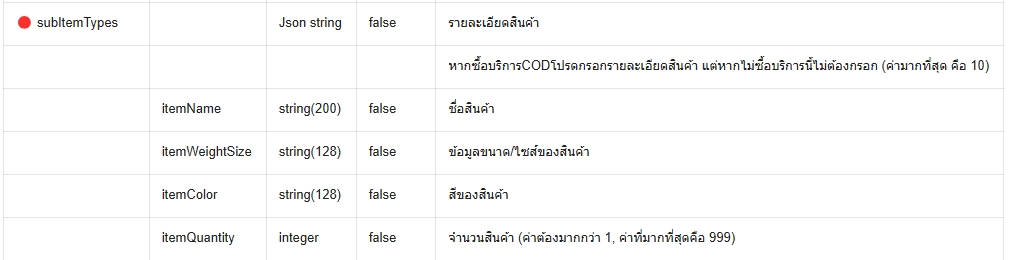 subItemTypes Json string false รายละเอียดสินค้า
หากซื้อบริการCODโปรดกรอกรายละเอียดสินค้า แต่หากไม่ซื้อบริการนี้ไม่ต้องกรอก (ค่ามากที่สุด คือ 10)
itemName string(200) false ชื่อสินค้า
itemWeightSize string(128) false ข้อมูลขนาด/ไซส์ของสินค้า
itemColor string(128) false สีของสินค้า
itemQuantity integer false จำนวนสินค้า (ค่าต้องมากกว่า 1, ค่าที่มากที่สุดคือ 999)